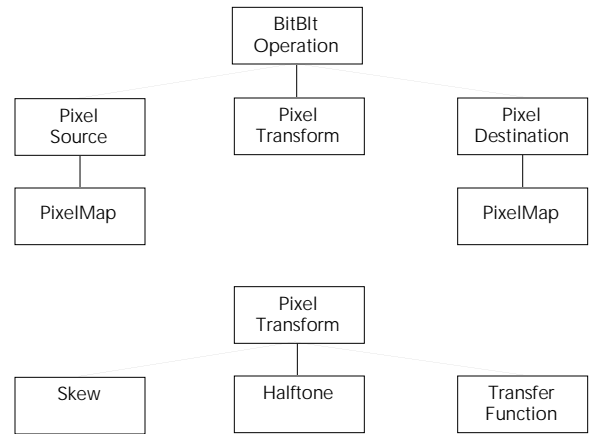 BitBlt
Operation
Pixel
Source
Pixel
Transform
Pixel
Destination
PixelMap
PixelMap
Pixel
Transform
Skew
Halftone
Transfer
Function